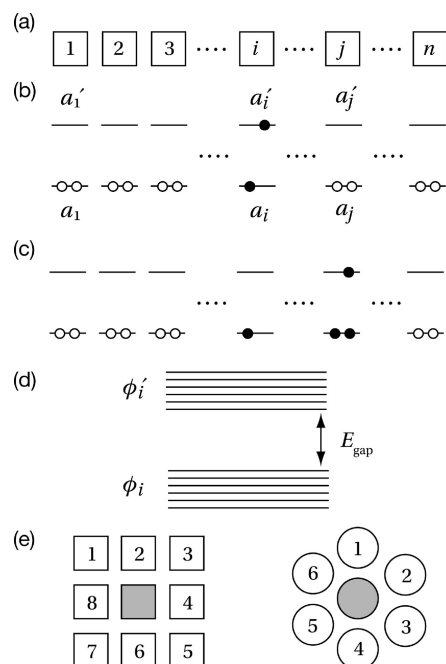 (a)
1 2 3 .... i .... j .... n
(b)
a₁′ aᵢ′ aⱼ′
.... .... ....
a₁ aᵢ aⱼ
(c)
.... .... ....
(d)
ϕᵢ′
E_gap
ϕᵢ
(e)
1 2 3
8 4
7 6 5
1
6 2
5 3
4